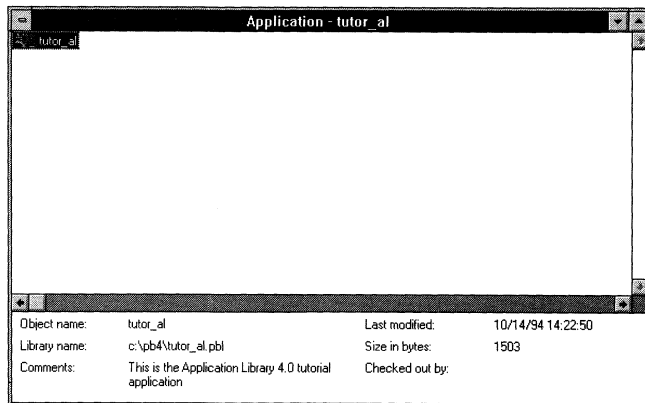 Application - tutor_al
tutor_al
Object name: tutor_al Last modified: 10/14/94 14:22:50
Library name: c:\pb4\tutor_al.pbl Size in bytes: 1503
Comments: This is the Application Library 4.0 tutorial Checked out by:
application